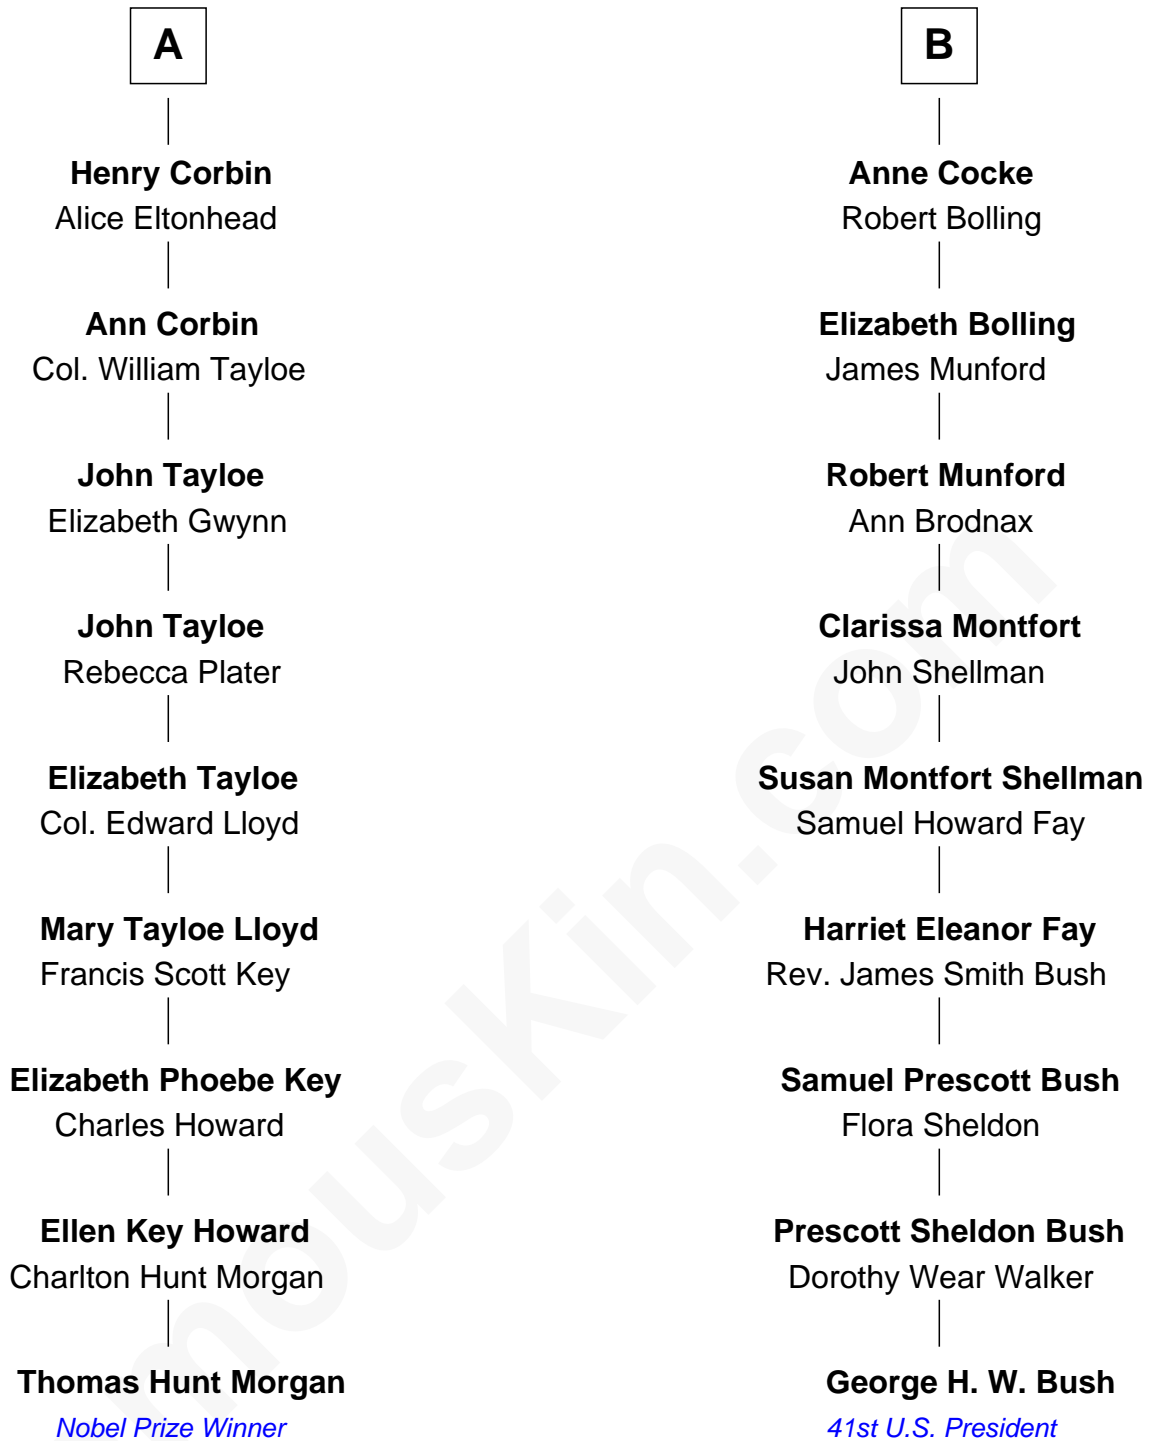 A
Henry Corbin
Alice Eltonhead
Ann Corbin
Col. William Tayloe
John Tayloe
Elizabeth Gwynn
John Tayloe
Rebecca Plater
Elizabeth Tayloe
Col. Edward Lloyd
Mary Tayloe Lloyd
Francis Scott Key
Elizabeth Phoebe Key
Charles Howard
Ellen Key Howard
Charlton Hunt Morgan
Thomas Hunt Morgan
Nobel Prize Winner
B
Anne Cocke
Robert Bolling
Elizabeth Bolling
James Munford
Robert Munford
Ann Brodnax
Clarissa Montfort
John Shellman
Susan Montfort Shellman
Samuel Howard Fay
Harriet Eleanor Fay
Rev. James Smith Bush
Samuel Prescott Bush
Flora Sheldon
Prescott Sheldon Bush
Dorothy Wear Walker
George H. W. Bush
41st U.S. President
mousKin.com